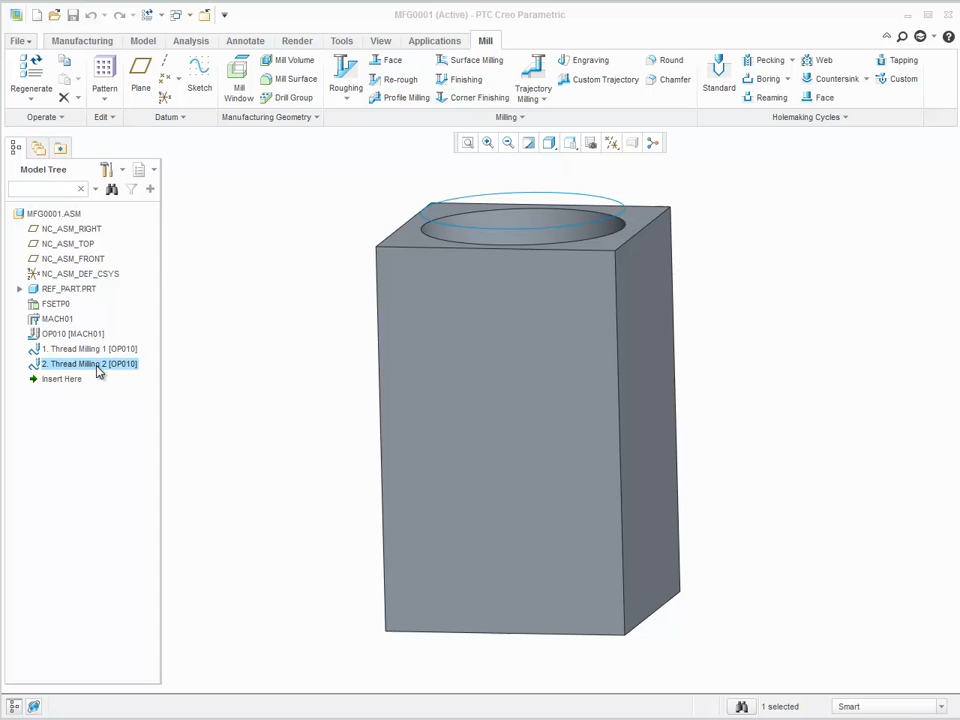 MFG0001 (Active) - PTC Creo Parametric
File Manufacturing Model Analysis Annotate Render Tools View Applications Mill
Regenerate Pattern Plane Sketch Mill Window Mill Volume Mill Surface Drill Group Roughing Face Re-rough Profile Milling Surface Milling Finishing Corner Finishing Trajectory Milling Engraving Custom Trajectory Round Chamfer Standard Pecking Boring Reaming Web Countersink Face Tapping Custom
Operate Edit Datum Manufacturing Geometry Milling Holemaking Cycles
Model Tree
MFG0001.ASM
NC_ASM_RIGHT
NC_ASM_TOP
NC_ASM_FRONT
NC_ASM_DEF_CSYS
REF_PART.PRT
FSETP0
MACH01
OP010 [MACH01]
1. Thread Milling 1 [OP010]
2. Thread Milling 2 [OP010]
Insert Here
1 selected Smart